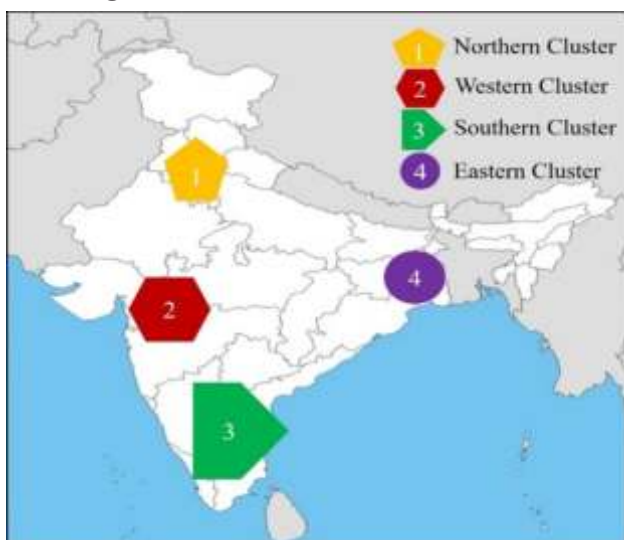 1 Northern Cluster
2 Western Cluster
3 Southern Cluster
4 Eastern Cluster
1
4
2
3